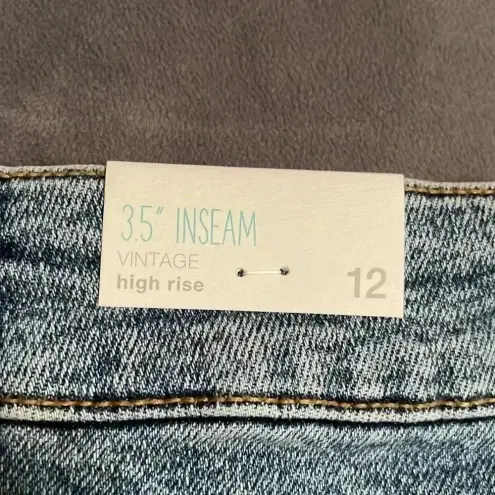 3.5" INSEAM
VINTAGE
high rise
12